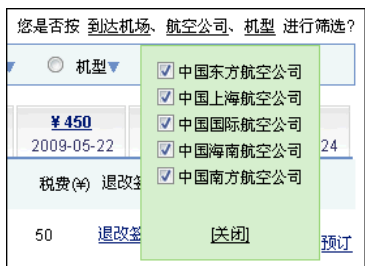 您是否按 到达机场、航空公司、机型 进行筛选?
机型▼
中国东方航空公司
中国上海航空公司
中国国际航空公司
中国海南航空公司
中国南方航空公司
[关闭]
¥ 450
2009-05-22
24
税费(¥) 退改签
50 退改签
预订